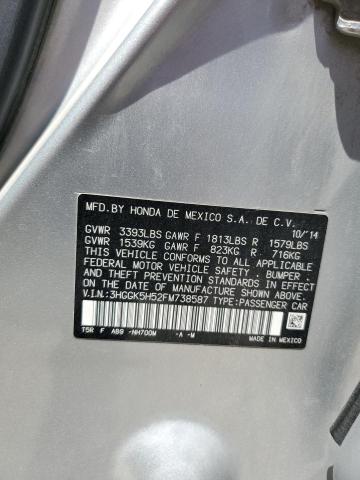 MFD.BY HONDA DE MEXICO S.A. DE C.V.
10/'14
GVWR 3393LBS GAWR F 1813LBS R 1579LBS
GVWR 1539KG GAWR F 823KG R 716KG
THIS VEHICLE CONFORMS TO ALL APPLICABLE
FEDERAL MOTOR VEHICLE SAFETY , BUMPER ,
AND THEFT PREVENTION STANDARDS IN EFFECT ON
THE DATE OF MANUFACTURE SHOWN ABOVE.
V.I.N.:3HGGK5H52FM738587 TYPE:PASSENGER CAR
T5R F AB9 -NH700M -A -M
MADE IN MEXICO